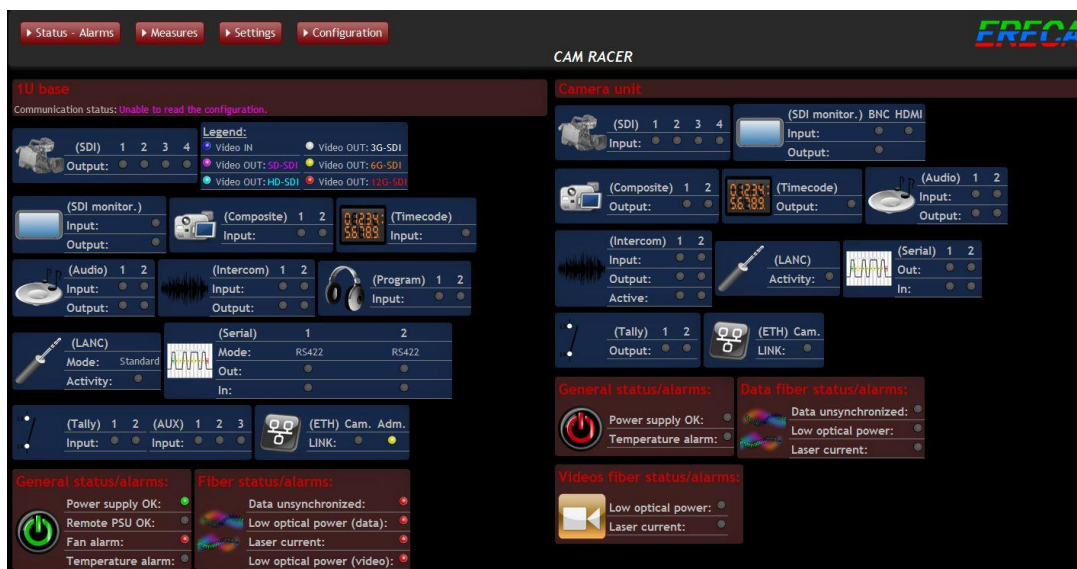 Status - Alarms Measures Settings Configuration
ERECA
CAM RACER
1U base
Communication status: Unable to read the configuration.
(SDI) 1 2 3 4
Output:
Legend:
Video IN Video OUT: 3G-SDI
Video OUT: SD-SDI Video OUT: 6G-SDI
Video OUT: HD-SDI Video OUT: 12G-SDI
(SDI monitor.)
Input:
Output:
(Composite) 1 2
Input:
(Timecode)
Input:
(Audio) 1 2
Input:
Output:
(Intercom) 1 2
Input:
Output:
(Program) 1 2
Input:
(LANC)
Mode: Standard
Activity:
(Serial) 1 2
Mode: RS422 RS422
Out:
In:
(Tally) 1 2 (AUX) 1 2 3
Input: Input:
(ETH) Cam. Adm.
LINK:
General status/alarms:
Power supply OK:
Remote PSU OK:
Fan alarm:
Temperature alarm:
Fiber status/alarms:
Data unsynchronized:
Low optical power (data):
Laser current:
Low optical power (video):
Camera unit
(SDI) 1 2 3 4
Input:
(SDI monitor.) BNC HDMI
Input:
Output:
(Composite) 1 2
Output:
(Timecode)
Output:
(Audio) 1 2
Input:
Output:
(Intercom) 1 2
Input:
Output:
Active:
(LANC)
Activity:
(Serial) 1 2
Out:
In:
(Tally) 1 2
Output:
(ETH) Cam.
LINK:
General status/alarms:
Power supply OK:
Temperature alarm:
Data fiber status/alarms:
Data unsynchronized:
Low optical power:
Laser current:
Videos fiber status/alarms:
Low optical power:
Laser current: